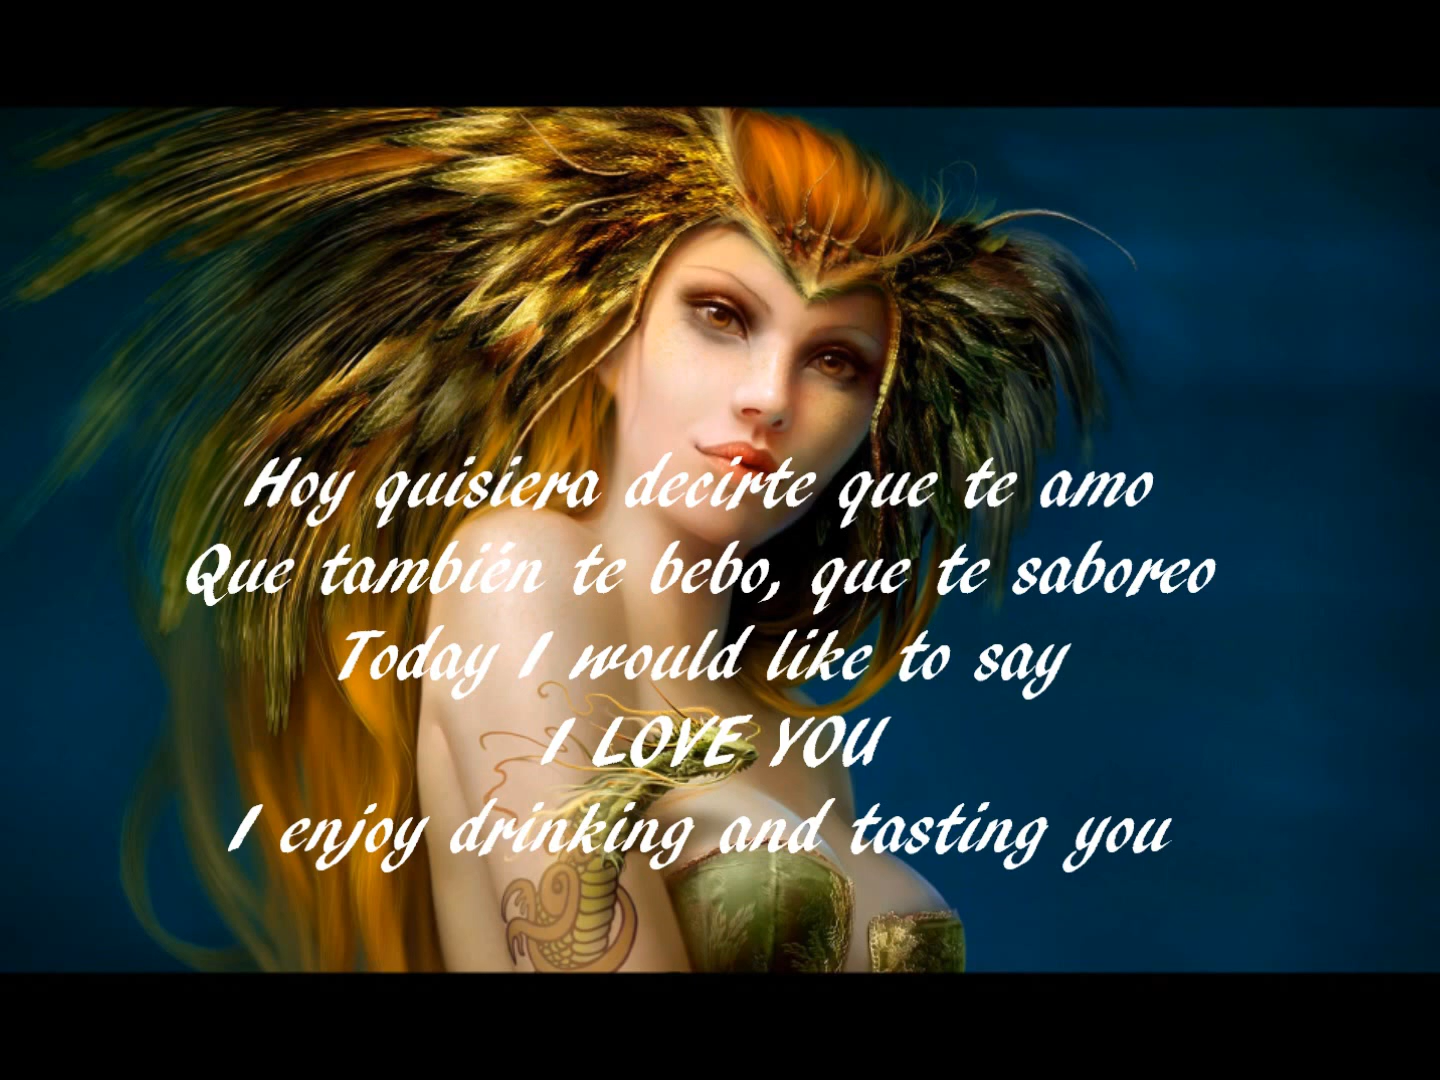 Hoy quisiera decirte que te amo
Que también te bebo, que te saboreo
Today I would like to say
I LOVE YOU
I enjoy drinking and tasting you